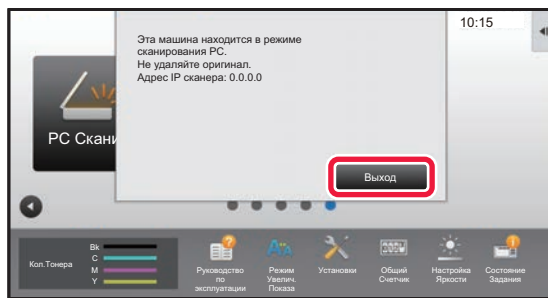 10:15
Эта машина находится в режиме
сканирования PC.
Не удаляйте оригинал.
Адрес IP сканера: 0.0.0.0
PC Скани
Выход
Кол.Тонера
Bk
C
M
Y
Руководство
по
эксплуатации
Режим
Увелич.
Показа
Установки
Общий
Счетчик
Настройка
Яркости
Состояние
Задания